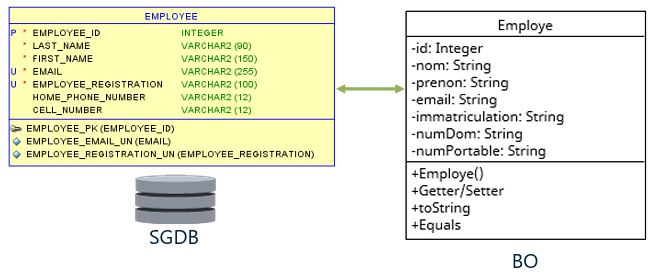 EMPLOYEE
P * EMPLOYEE_ID INTEGER
* LAST_NAME VARCHAR2 (90)
* FIRST_NAME VARCHAR2 (150)
U * EMAIL VARCHAR2 (255)
U * EMPLOYEE_REGISTRATION VARCHAR2 (100)
HOME_PHONE_NUMBER VARCHAR2 (12)
CELL_NUMBER VARCHAR2 (12)
EMPLOYEE_PK (EMPLOYEE_ID)
EMPLOYEE_EMAIL_UN (EMAIL)
EMPLOYEE_REGISTRATION_UN (EMPLOYEE_REGISTRATION)
SGDB
Employe
-id: Integer
-nom: String
-prenon: String
-email: String
-immatriculation: String
-numDom: String
-numPortable: String
+Employe()
+Getter/Setter
+toString
+Equals
BO